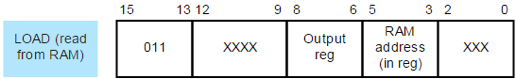 15 13 12 9 8 6 5 3 2 0
LOAD (read from RAM)
011
XXXX
Output reg
RAM address (in reg)
XXX